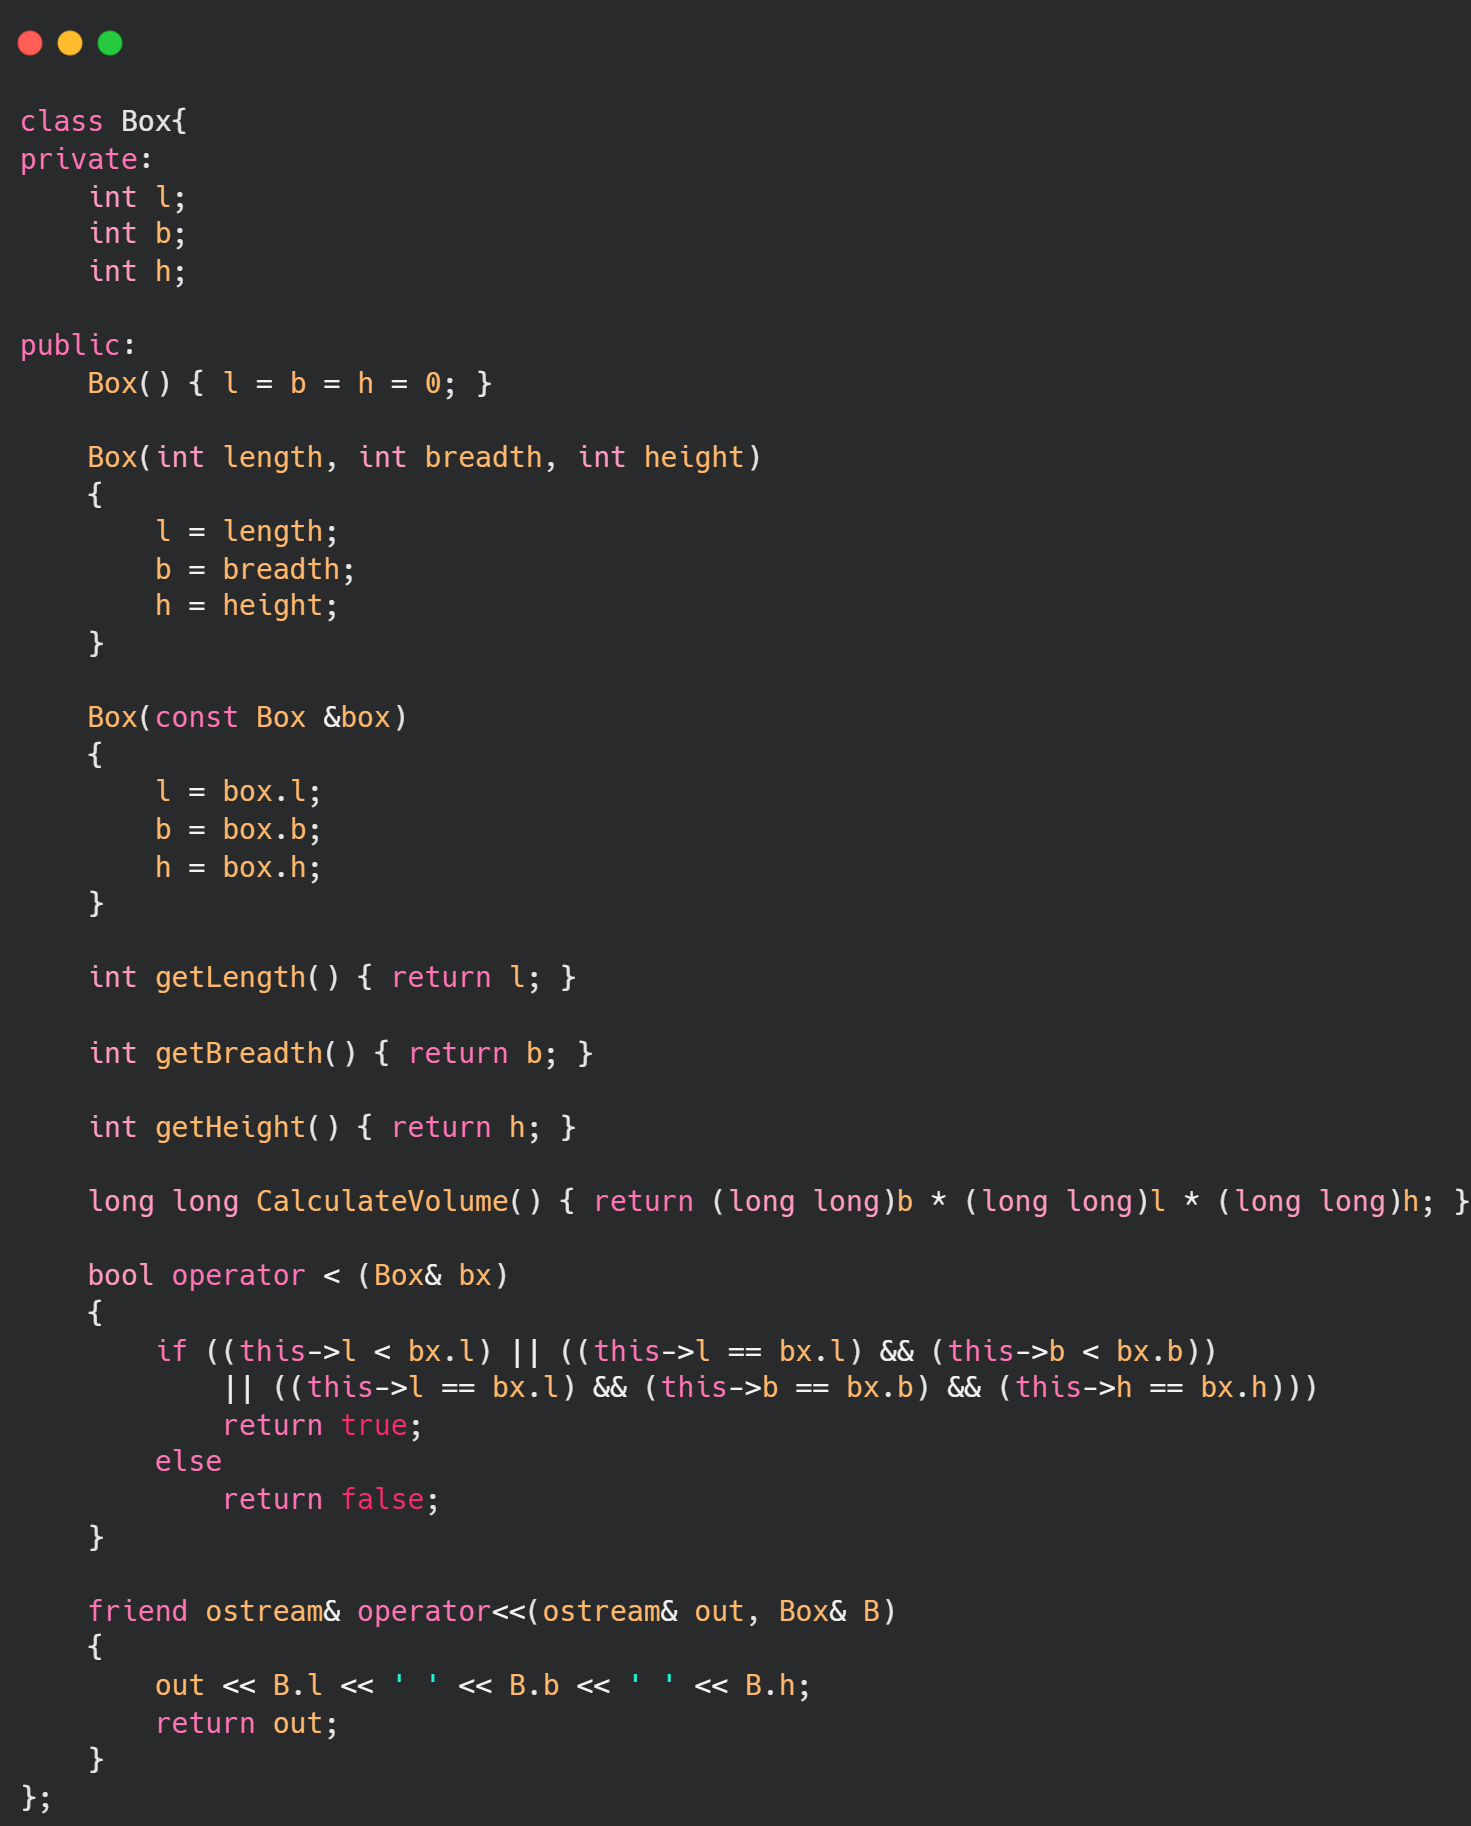 class Box{
private:
    int l;
    int b;
    int h;

public:
    Box() { l = b = h = 0; }

    Box(int length, int breadth, int height)
    {
        l = length;
        b = breadth;
        h = height;
    }

    Box(const Box &box)
    {
        l = box.l;
        b = box.b;
        h = box.h;
    }

    int getLength() { return l; }

    int getBreadth() { return b; }

    int getHeight() { return h; }

    long long CalculateVolume() { return (long long)b * (long long)l * (long long)h; }

    bool operator < (Box& bx)
    {
        if ((this->l < bx.l) || ((this->l == bx.l) && (this->b < bx.b))
            || ((this->l == bx.l) && (this->b == bx.b) && (this->h == bx.h)))
            return true;
        else
            return false;
    }

    friend ostream& operator<<(ostream& out, Box& B)
    {
        out << B.l << ' ' << B.b << ' ' << B.h;
        return out;
    }
};